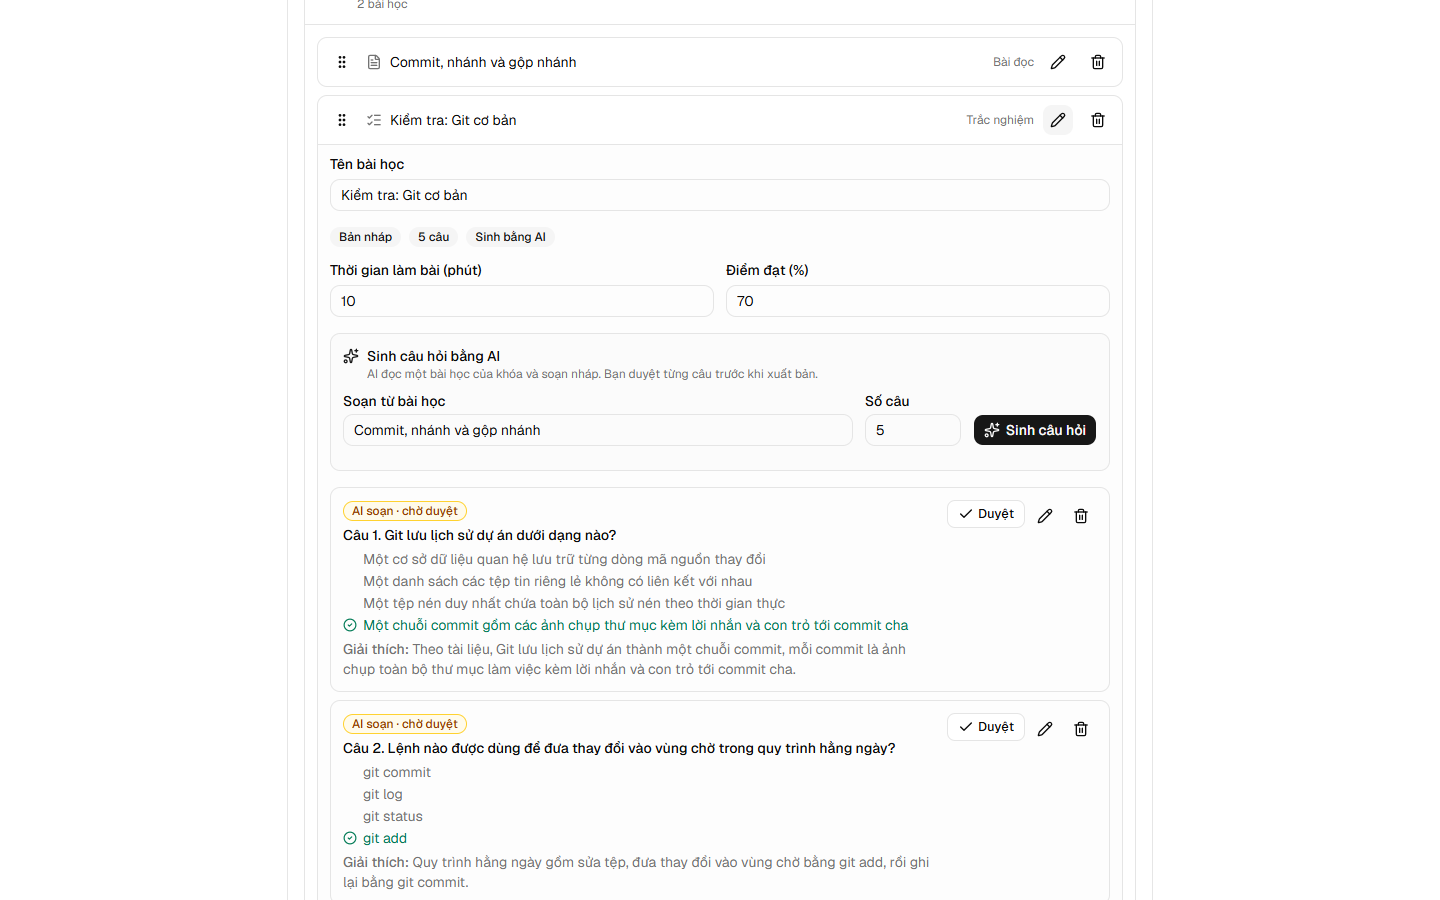 2 bài học
Commit, nhánh và gộp nhánh
Bài đọc
Kiểm tra: Git cơ bản
Trắc nghiệm
Tên bài học
Kiểm tra: Git cơ bản
Bản nháp
5 câu
Sinh bằng AI
Thời gian làm bài (phút)
Điểm đạt (%)
10
70
Sinh câu hỏi bằng AI
AI đọc một bài học của khóa và soạn nháp. Bạn duyệt từng câu trước khi xuất bản.
Soạn từ bài học
Số câu
Commit, nhánh và gộp nhánh
5
Sinh câu hỏi
AI soạn · chờ duyệt
Duyệt
Câu 1. Git lưu lịch sử dự án dưới dạng nào?
Một cơ sở dữ liệu quan hệ lưu trữ từng dòng mã nguồn thay đổi
Một danh sách các tệp tin riêng lẻ không có liên kết với nhau
Một tệp nén duy nhất chứa toàn bộ lịch sử nén theo thời gian thực
Một chuỗi commit gồm các ảnh chụp thư mục kèm lời nhắn và con trỏ tới commit cha
Giải thích: Theo tài liệu, Git lưu lịch sử dự án thành một chuỗi commit, mỗi commit là ảnh
chụp toàn bộ thư mục làm việc kèm lời nhắn và con trỏ tới commit cha.
AI soạn · chờ duyệt
Duyệt
Câu 2. Lệnh nào được dùng để đưa thay đổi vào vùng chờ trong quy trình hằng ngày?
git commit
git log
git status
git add
Giải thích: Quy trình hằng ngày gồm sửa tệp, đưa thay đổi vào vùng chờ bằng git add, rồi ghi
lại bằng git commit.